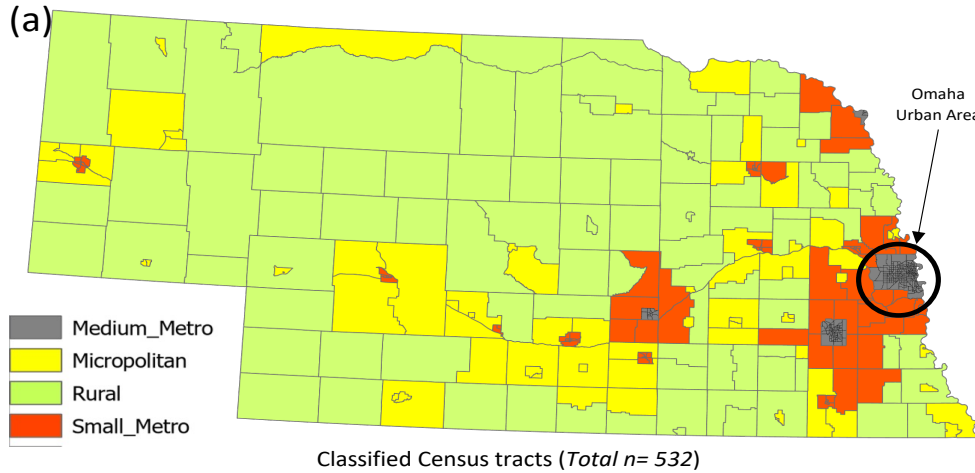 (a)
Omaha
Urban Area
Medium_Metro
Micropolitan
Rural
Small_Metro
Classified Census tracts (Total n= 532)